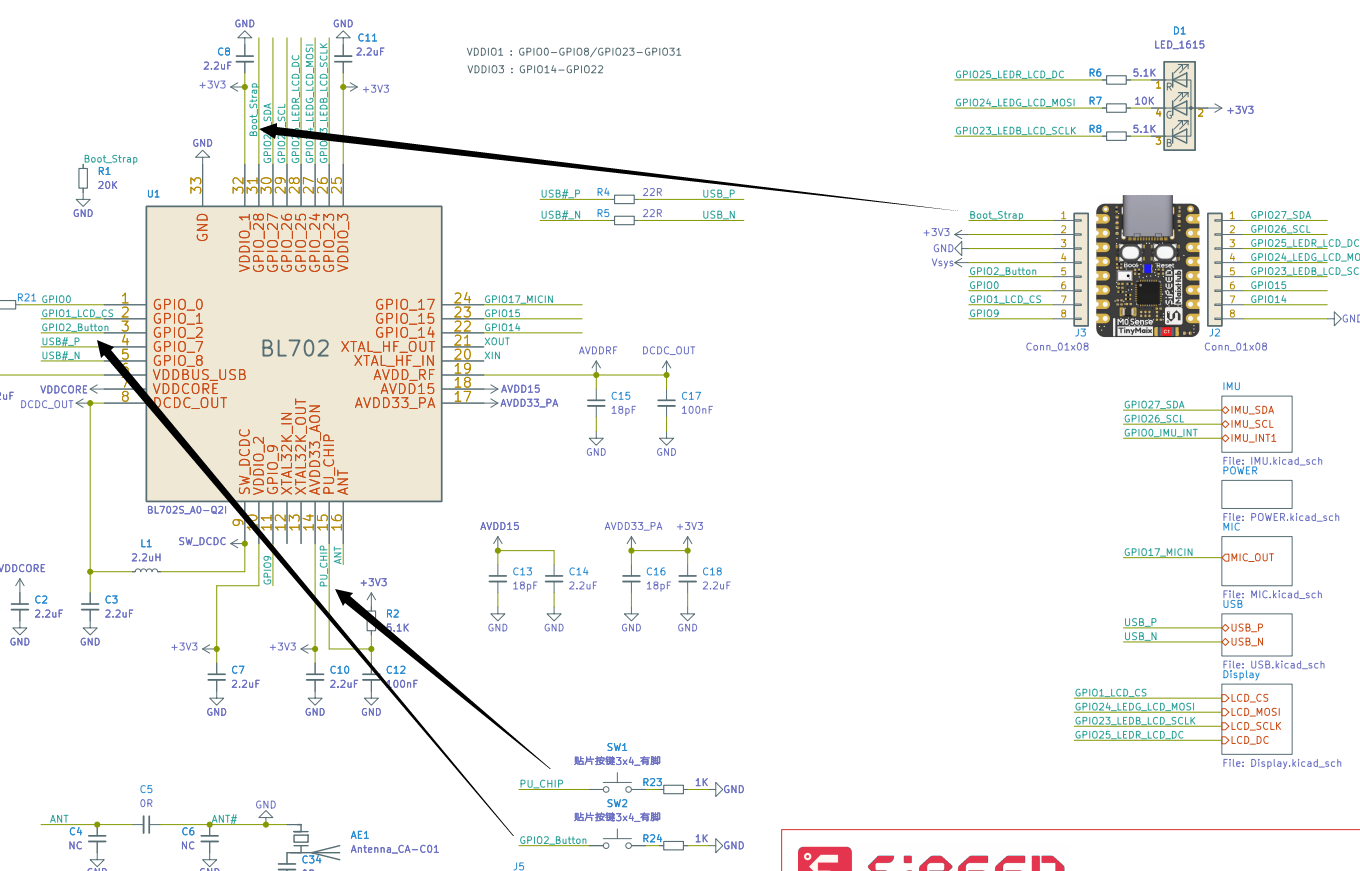 GND
GND
C8
2.2uF
C11
2.2uF
VDDIO1 : GPIO0-GPIO8/GPIO23-GPIO31
VDDIO3 : GPIO14-GPIO22
+3V3
+3V3
Boot_Strap
LEDR_LCD_DC
LEDG_LCD_MOSI
LEDB_LCD_SCLK
D1
LED_1615
GPIO25_LEDR_LCD_DC
R6
5.1K
1
R
GPIO24_LEDG_LCD_MOSI
R7
10K
4
G
2
+3V3
GPIO23_LEDB_LCD_SCLK
R8
5.1K
3
B
GND
Boot_Strap
R1
20K
GND
U1
33
32
31
30
29
28
27
26
25
GND
VDDIO_1
GPIO_28
GPIO_27
GPIO_26
GPIO_25
GPIO_24
GPIO_23
VDDIO_3
USB#_P
R4
22R
USB_P
USB#_N
R5
22R
USB_N
R21
GPIO0
1
GPIO_0
GPIO1_LCD_CS
2
GPIO_1
GPIO2_Button
3
GPIO_2
USB#_P
4
GPIO_7
USB#_N
5
GPIO_8
VDDBUS_USB
VDDCORE
VDDCORE
DCDC_OUT
8
DCDC_OUT
BL702
GPIO_17
24
GPIO17_MICIN
GPIO_15
23
GPIO15
GPIO_14
22
GPIO14
XTAL_HF_OUT
21
XOUT
XTAL_HF_IN
20
XIN
AVDD_RF
19
AVDD15
18
AVDD15
AVDD33_PA
17
AVDD33_PA
SW_DCDC
VDDIO_2
GPIO_9
XTAL32K_IN
XTAL32K_OUT
AVDD33_AON
PU_CHIP
ANT
BL702S_A0-Q2I
9
10
11
12
13
14
15
16
SW_DCDC
GPIO9
PU_CHIP
ANT
AVDDRF
DCDC_OUT
C15
18pF
C17
100nF
GND
GND
AVDD15
AVDD33_PA
+3V3
C13
18pF
C14
2.2uF
C16
18pF
C18
2.2uF
GND
GND
GND
GND
L1
2.2uH
VDDCORE
C2
2.2uF
C3
2.2uF
GND
GND
+3V3
R2
5.1K
+3V3
+3V3
C7
2.2uF
C10
2.2uF
C12
100nF
GND
GND
GND
SW1
贴片按键3x4_有脚
PU_CHIP
R23
1K
GND
SW2
贴片按键3x4_有脚
GPIO2_Button
R24
1K
GND
J5
ANT
C5
0R
ANT#
GND
C4
NC
C6
NC
AE1
Antenna_CA-C01
C34
GND
GND
Boot_Strap
1
+3V3
2
GND
3
Vsys
4
GPIO2_Button
5
GPIO0
6
GPIO1_LCD_CS
7
GPIO9
8
J3
Conn_01x08
Boot
Reset
SiPEED
MaixHub
M0Sense
TinyMaix
C1
S
1
GPIO27_SDA
2
GPIO26_SCL
3
GPIO25_LEDR_LCD_DC
4
GPIO24_LEDG_LCD_MO
5
GPIO23_LEDB_LCD_SC
6
GPIO15
7
GPIO14
8
GND
J2
Conn_01x08
IMU
GPIO27_SDA
IMU_SDA
GPIO26_SCL
IMU_SCL
GPIO0_IMU_INT
IMU_INT1
File: IMU.kicad_sch
POWER
File: POWER.kicad_sch
MIC
GPIO17_MICIN
MIC_OUT
File: MIC.kicad_sch
USB
USB_P
USB_P
USB_N
USB_N
File: USB.kicad_sch
Display
GPIO1_LCD_CS
LCD_CS
GPIO24_LEDG_LCD_MOSI
LCD_MOSI
GPIO23_LEDB_LCD_SCLK
LCD_SCLK
GPIO25_LEDR_LCD_DC
LCD_DC
File: Display.kicad_sch
SiPEED